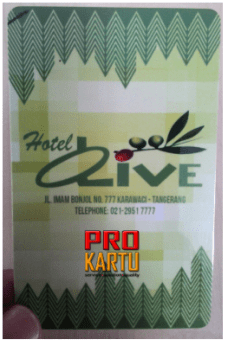 Hotel
OLIVE
JL. IMAM BONJOL NO. 777 KARAWACI - TANGERANG
TELEPHONE: 021-2951 7777
PRO
KARTU